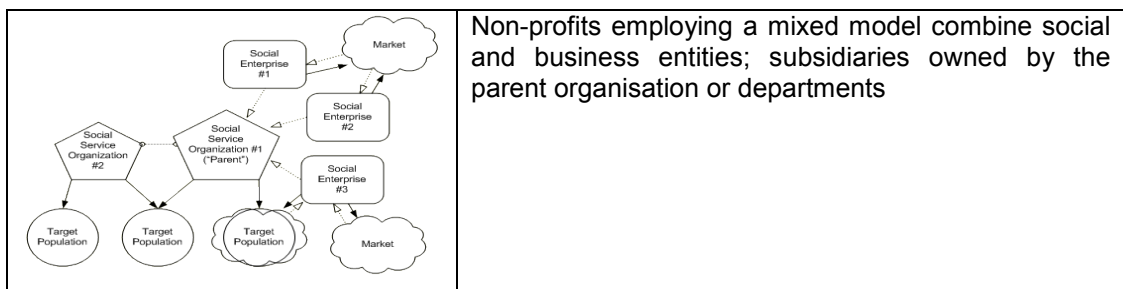 Social
Enterprise
#1
Market
Social
Enterprise
#2
Social
Service
Organization
#2
Social
Service
Organization #1
("Parent")
Social
Enterprise
#3
Target
Population
Target
Population
Target
Population
Market
Non-profits employing a mixed model combine social
and business entities; subsidiaries owned by the
parent organisation or departments